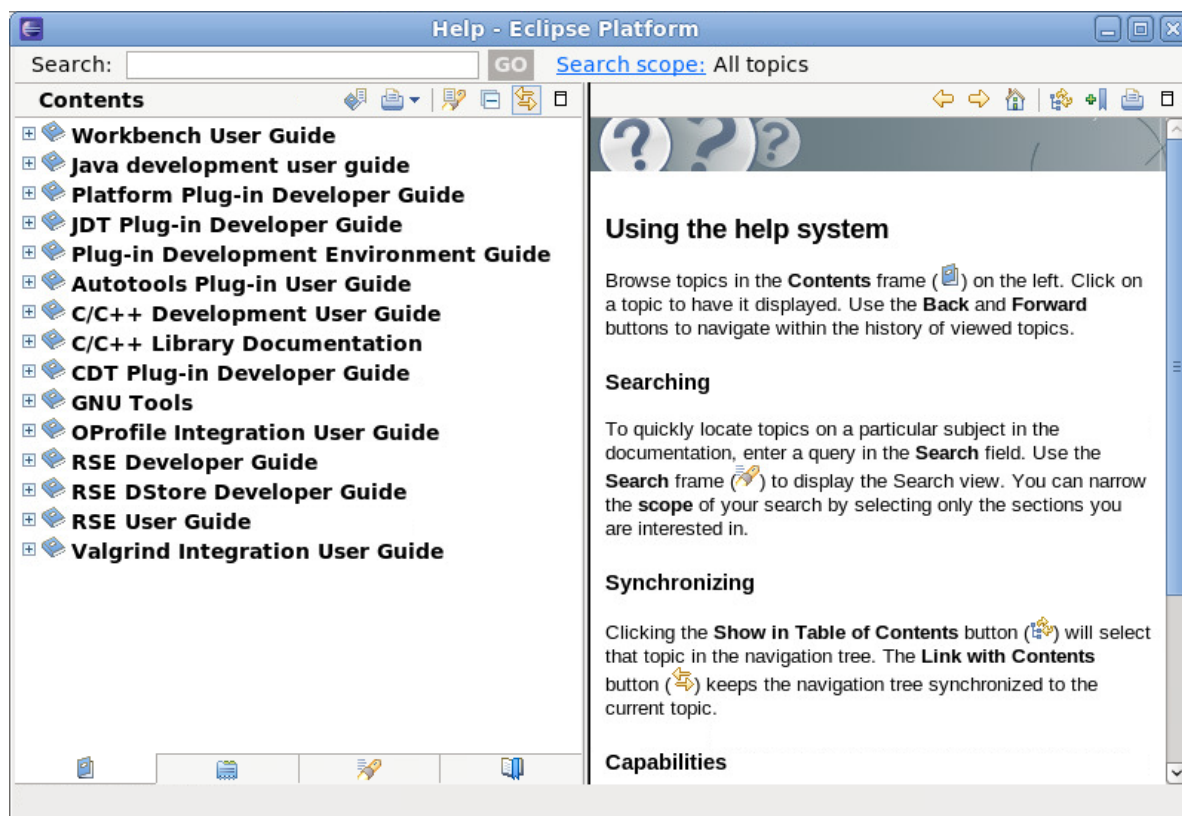 Help - Eclipse Platform
Search: GO Search scope: All topics
Contents
Workbench User Guide
Java development user guide
Platform Plug-in Developer Guide
JDT Plug-in Developer Guide
Plug-in Development Environment Guide
Autotools Plug-in User Guide
C/C++ Development User Guide
C/C++ Library Documentation
CDT Plug-in Developer Guide
GNU Tools
OProfile Integration User Guide
RSE Developer Guide
RSE DStore Developer Guide
RSE User Guide
Valgrind Integration User Guide
???
Using the help system
Browse topics in the Contents frame ( ) on the left. Click on
a topic to have it displayed. Use the Back and Forward
buttons to navigate within the history of viewed topics.
Searching
To quickly locate topics on a particular subject in the
documentation, enter a query in the Search field. Use the
Search frame ( ) to display the Search view. You can narrow
the scope of your search by selecting only the sections you
are interested in.
Synchronizing
Clicking the Show in Table of Contents button ( ) will select
that topic in the navigation tree. The Link with Contents
button ( ) keeps the navigation tree synchronized to the
current topic.
Capabilities